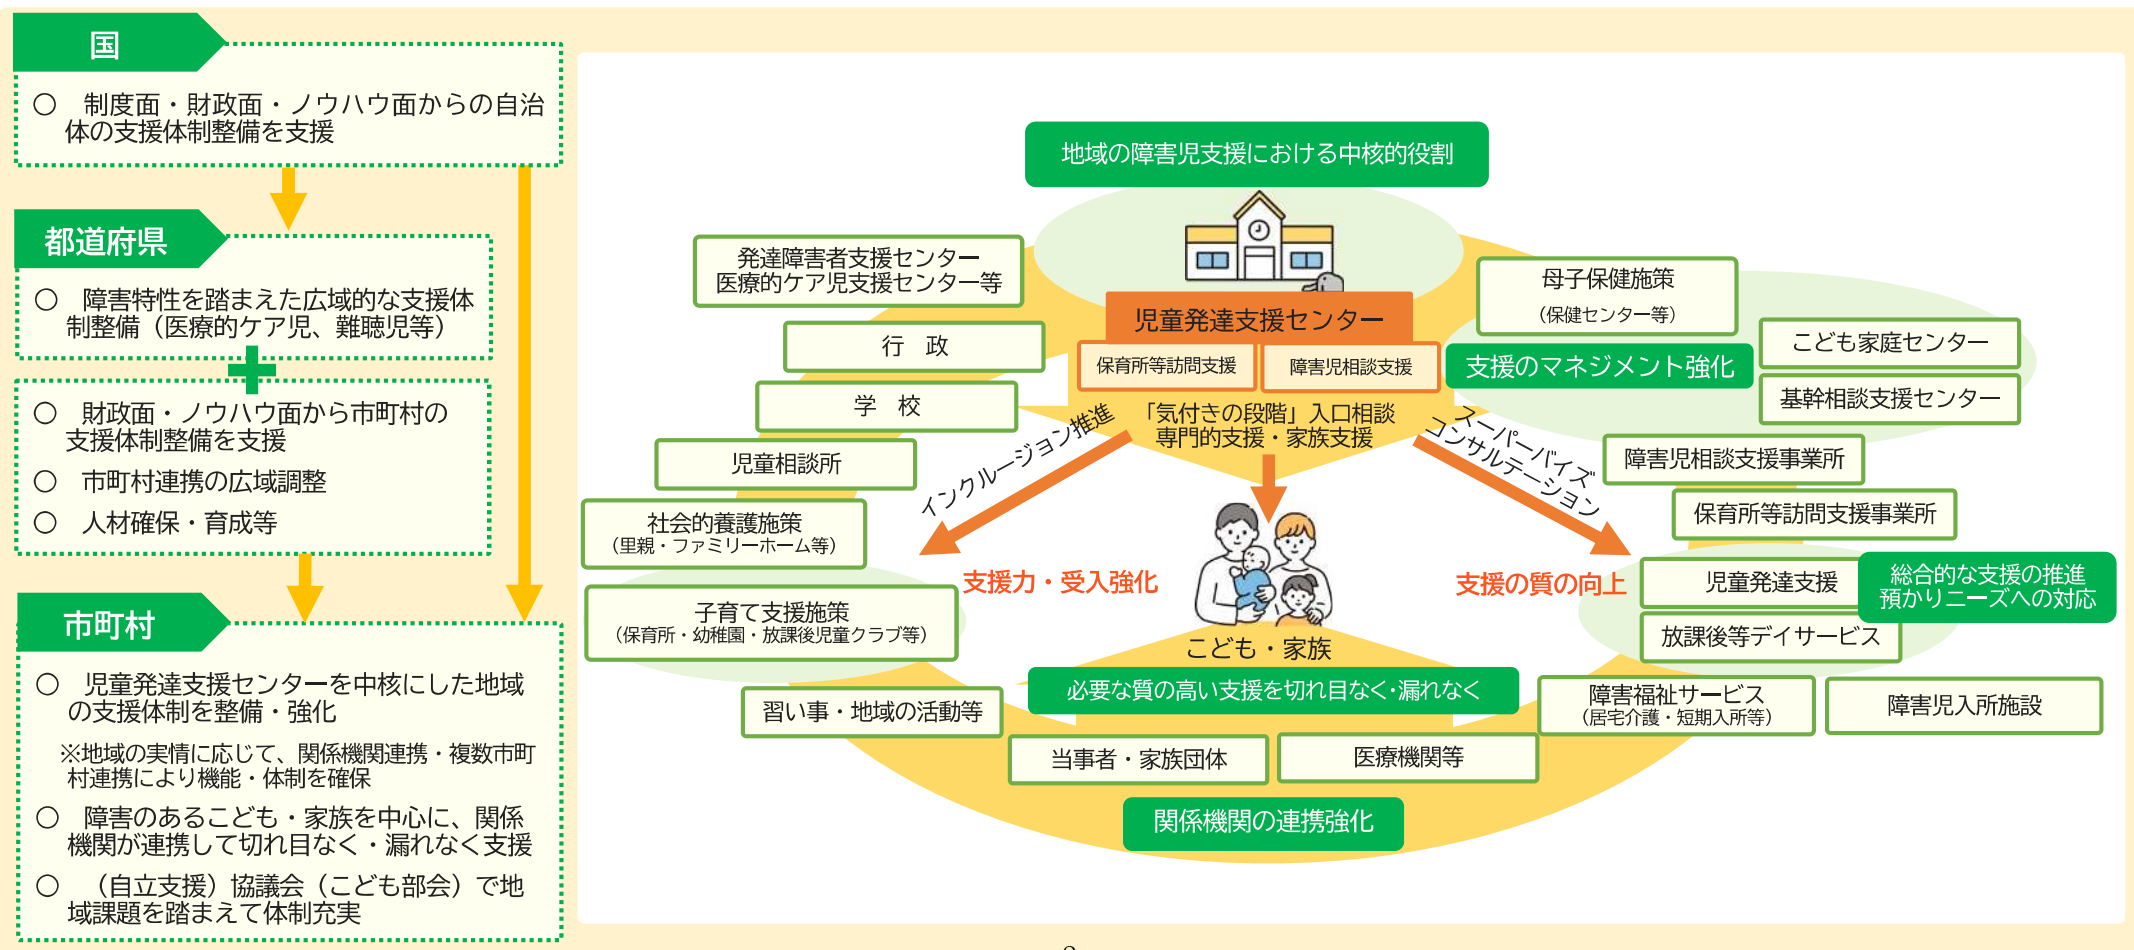 国
○　制度面・財政面・ノウハウ面からの自治
体の支援体制整備を支援
都道府県
○　障害特性を踏まえた広域的な支援体
制整備（医療的ケア児、難聴児等）
○　財政面・ノウハウ面から市町村の
支援体制整備を支援
○　市町村連携の広域調整
○　人材確保・育成等
市町村
○　児童発達支援センターを中核にした地域
の支援体制を整備・強化
※地域の実情に応じて、関係機関連携・複数市町
村連携により機能・体制を確保
○　障害のあるこども・家族を中心に、関係
機関が連携して切れ目なく・漏れなく支援
○　（自立支援）協議会（こども部会）で地
域課題を踏まえて体制充実
地域の障害児支援における中核的役割
発達障害者支援センター
医療的ケア児支援センター等
行　政
学　校
児童相談所
社会的養護施策
（里親・ファミリーホーム等）
子育て支援施策
（保育所・幼稚園・放課後児童クラブ等）
習い事・地域の活動等
児童発達支援センター
保育所等訪問支援
障害児相談支援
「気付きの段階」入口相談
専門的支援・家族支援
インクルージョン推進
スーパーバイズ
コンサルテーション
支援力・受入強化
支援の質の向上
こども・家族
必要な質の高い支援を切れ目なく・漏れなく
当事者・家族団体
医療機関等
関係機関の連携強化
母子保健施策
（保健センター等）
支援のマネジメント強化
こども家庭センター
基幹相談支援センター
障害児相談支援事業所
保育所等訪問支援事業所
児童発達支援
総合的な支援の推進
預かりニーズへの対応
放課後等デイサービス
障害福祉サービス
（居宅介護・短期入所等）
障害児入所施設